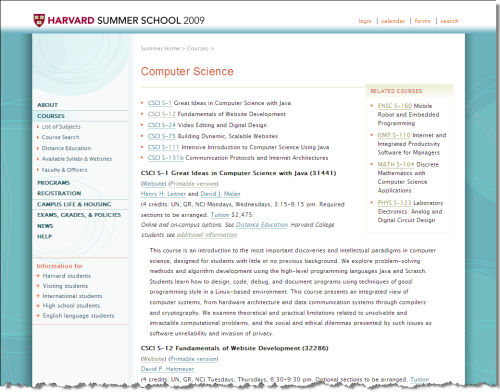 HARVARD SUMMER SCHOOL 2009
login | calendar | forms | search
Summer Home > Courses >
Computer Science
ABOUT
COURSES
List of Subjects
Course Search
Distance Education
Available Syllabi & Websites
Faculty & Officers
PROGRAMS
REGISTRATION
CAMPUS LIFE & HOUSING
EXAMS, GRADES, & POLICIES
NEWS
HELP
Information for
Harvard students
Visiting students
International students
High school students
English language students
CSCI S-1 Great Ideas in Computer Science with Java
CSCI S-12 Fundamentals of Website Development
CSCI S-24 Video Editing and Digital Design
CSCI S-75 Building Dynamic, Scalable Websites
CSCI S-111 Intensive Introduction to Computer Science Using Java
CSCI S-131b Communication Protocols and Internet Architectures
CSCI S-1 Great Ideas in Computer Science with Java (31441)
(Website) (Printable version)
Henry H. Leitner and David J. Malan
(4 credits: UN, GR, NC) Mondays, Wednesdays, 3:15-6:15 pm. Required
sections to be arranged. Tuition $2,475.
Online and on-campus options. See Distance Education. Harvard College
students see additional information.
This course is an introduction to the most important discoveries and intellectual paradigms in computer
science, designed for students with little or no previous background. We explore problem-solving
methods and algorithm development using the high-level programming languages Java and Scratch.
Students learn how to design, code, debug, and document programs using techniques of good
programming style in a Linux-based environment. This course presents an integrated view of
computer systems, from hardware architecture and data communication systems through compilers
and cryptography. We examine theoretical and practical limitations related to unsolvable and
intractable computational problems, and the social and ethical dilemmas presented by such issues as
software unreliability and invasion of privacy.
CSCI S-12 Fundamentals of Website Development (32286)
(Website) (Printable version)
David P. Heitmeyer
(4 credits: UN, GR, NC) Tuesdays, Thursdays, 6:30-9:30 pm. Optional sections to be arranged. Tuition
RELATED COURSES
ENSC S-160 Mobile
Robot and Embedded
Programming
ISMT S-110 Internet and
Integrated Productivity
Software for Managers
MATH S-104 Discrete
Mathematics with
Computer Science
Applications
PHYS S-123 Laboratory
Electronics: Analog and
Digital Circuit Design